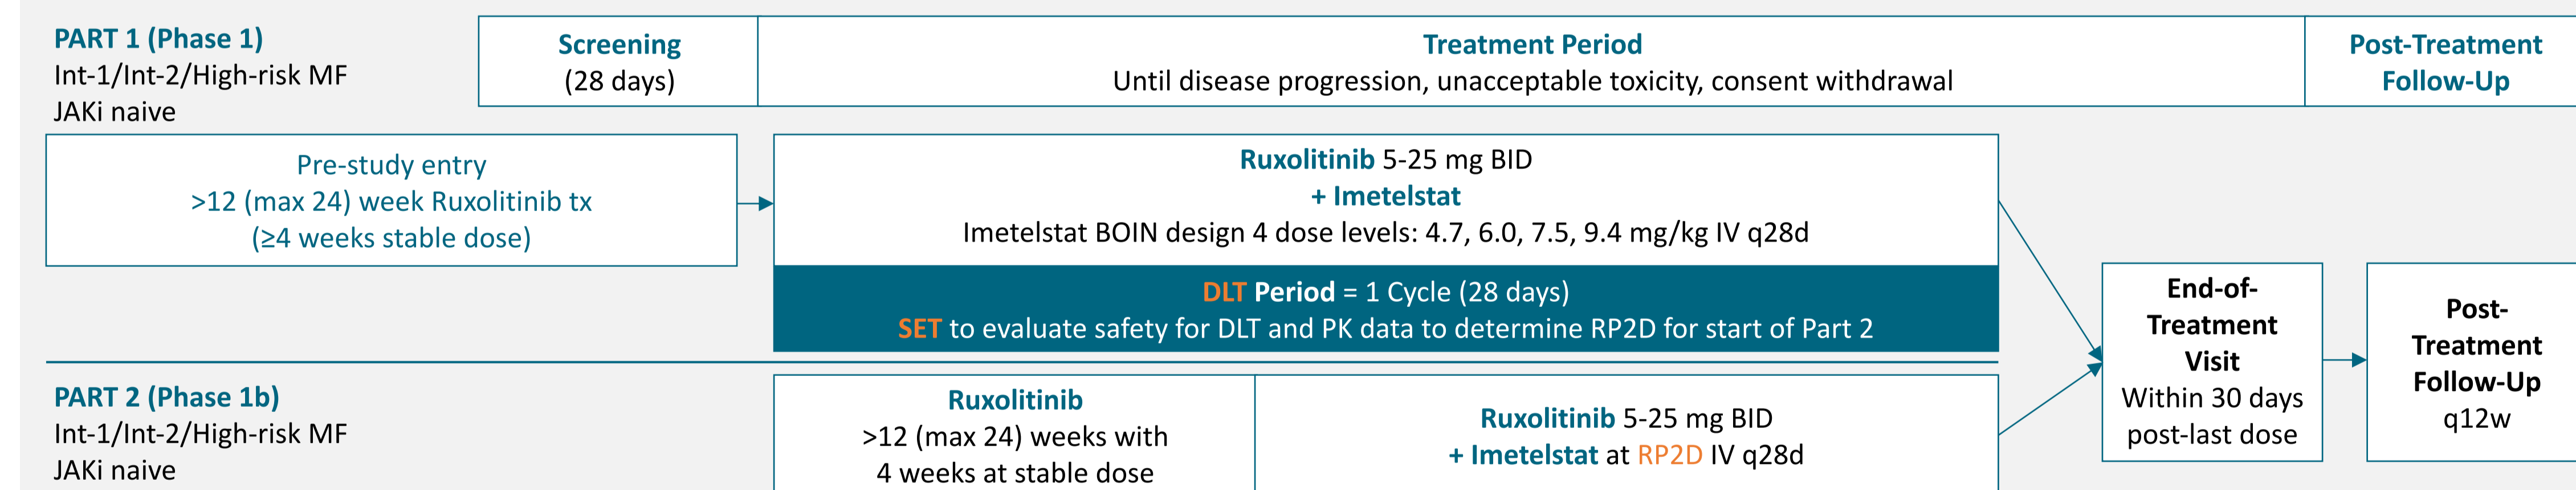 PART 1 (Phase 1)
Int-1/Int-2/High-risk MF
JAKi naive
Screening
(28 days)
Treatment Period
Until disease progression, unacceptable toxicity, consent withdrawal
Post-Treatment
Follow-Up
Pre-study entry
>12 (max 24) week Ruxolitinib tx
(≥4 weeks stable dose)
Ruxolitinib 5-25 mg BID
+ Imetelstat
Imetelstat BOIN design 4 dose levels: 4.7, 6.0, 7.5, 9.4 mg/kg IV q28d
DLT Period = 1 Cycle (28 days)
SET to evaluate safety for DLT and PK data to determine RP2D for start of Part 2
PART 2 (Phase 1b)
Int-1/Int-2/High-risk MF
JAKi naive
Ruxolitinib
>12 (max 24) weeks with
4 weeks at stable dose
Ruxolitinib 5-25 mg BID
+ Imetelstat at RP2D IV q28d
End-of-
Treatment
Visit
Within 30 days
post-last dose
Post-
Treatment
Follow-Up
q12w